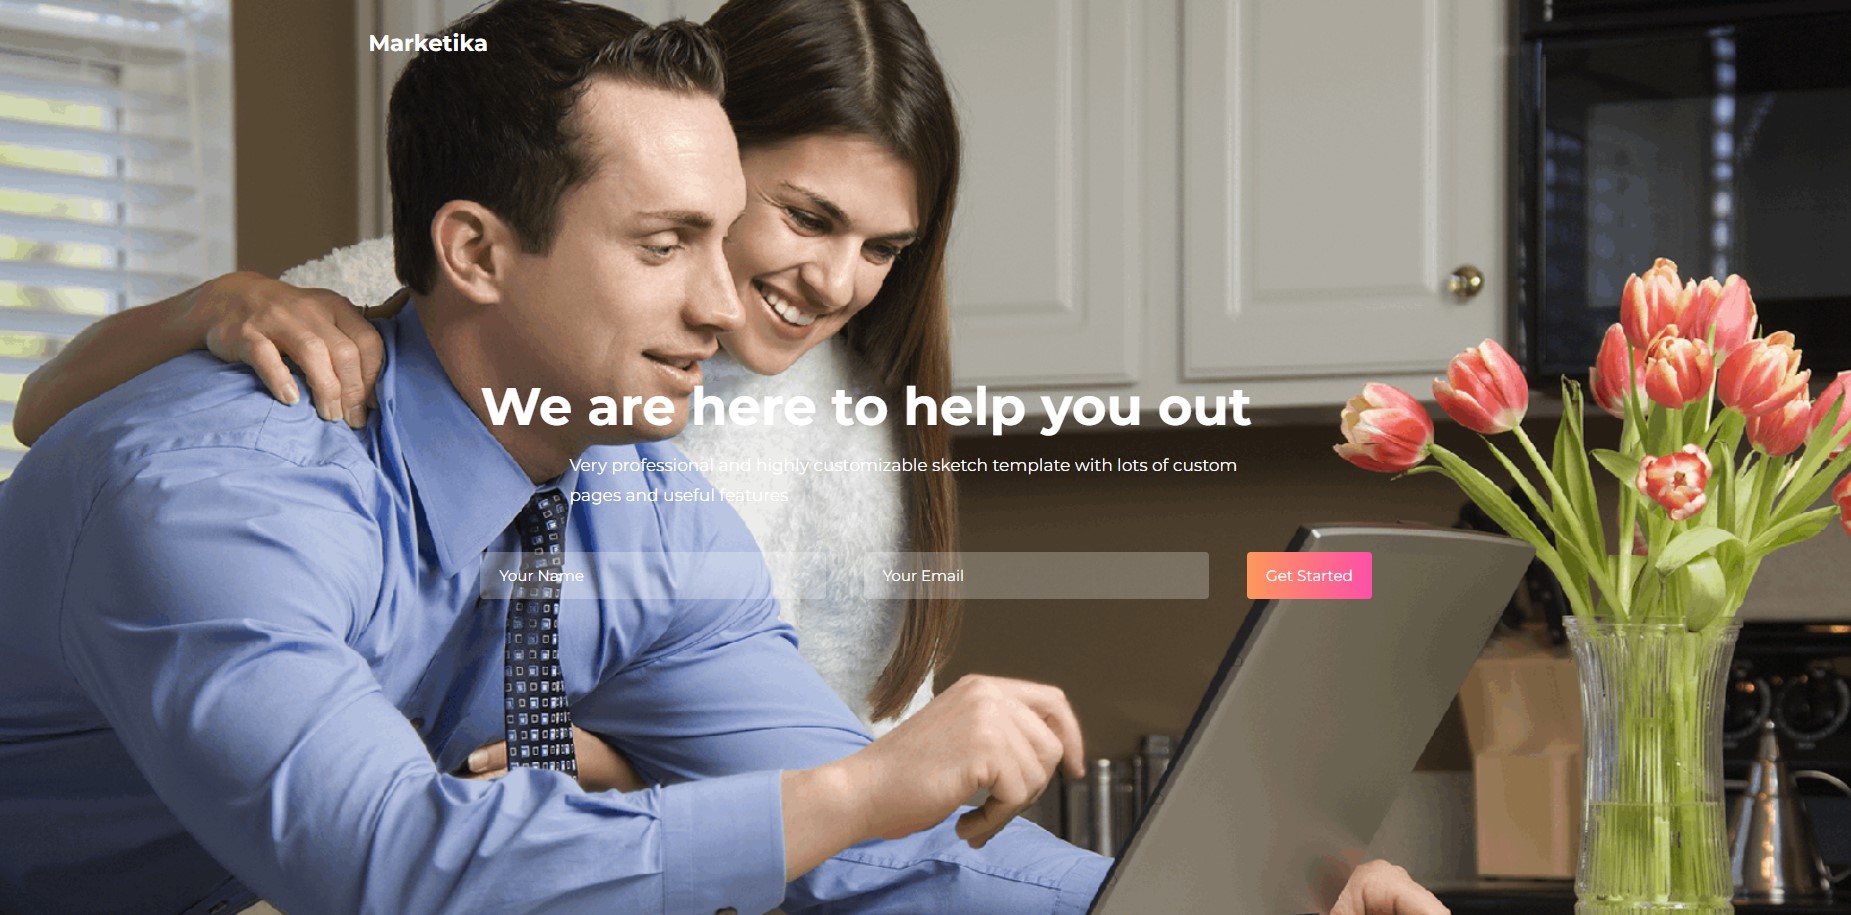 Marketika
We are here to help you out
Very professional and highly customizable sketch template with lots of custom
pages and useful features
Your Name
Your Email
Get Started